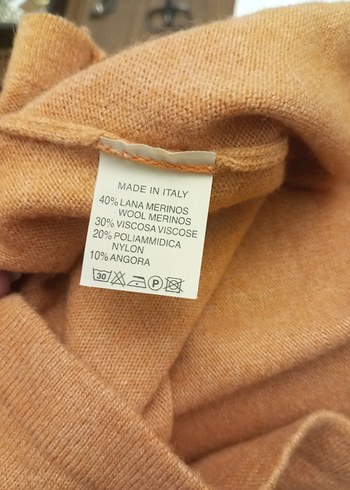 MADE IN ITALY
40% LANA MERINOS
WOOL MERINOS
30% VISCOSA VISCOSE
20% POLIAMMIDICA
NYLON
10% ANGORA
30 P